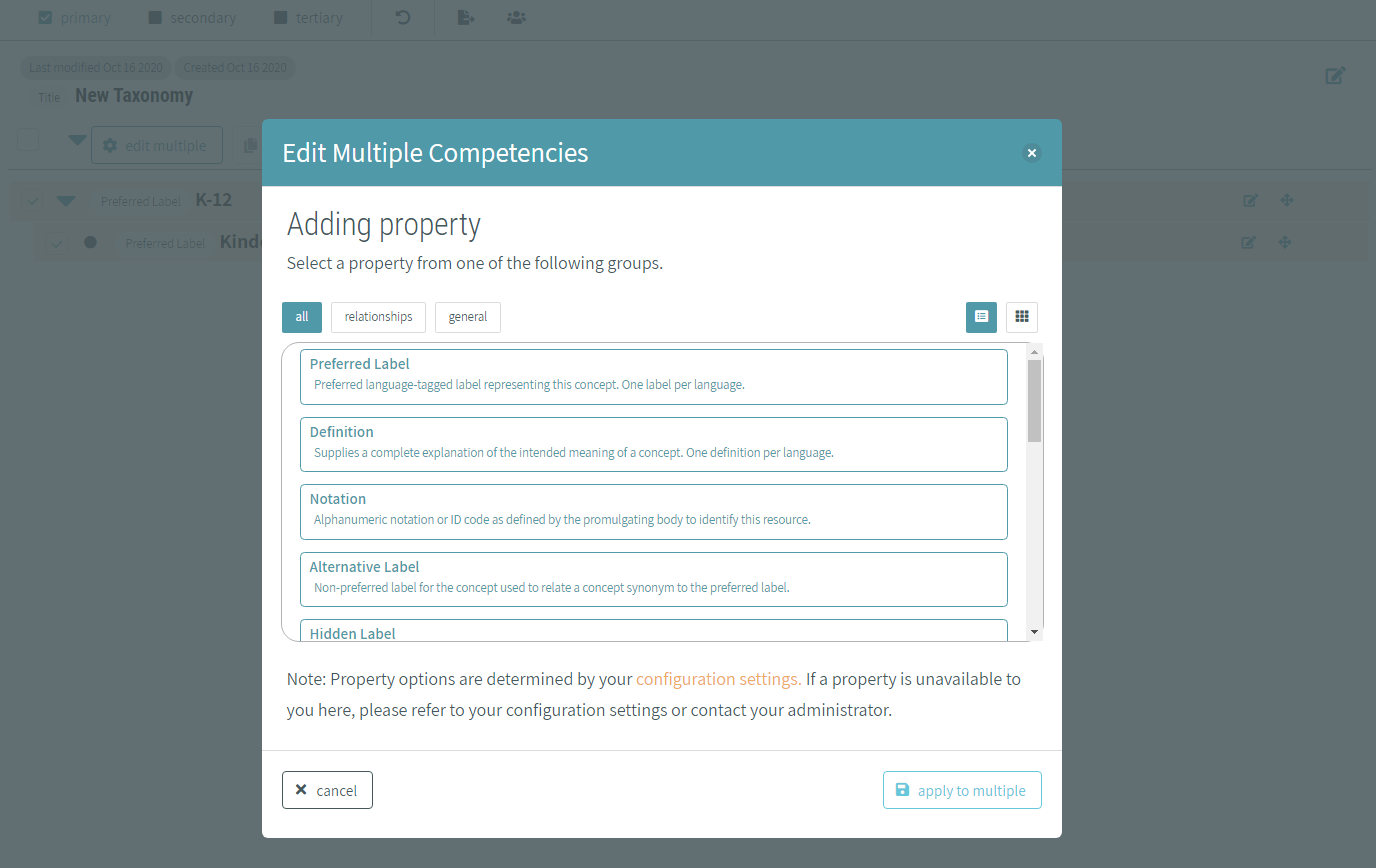 primary secondary tertiary
Last modified Oct 16 2020 Created Oct 16 2020
Title New Taxonomy
edit multiple
Edit Multiple Competencies
Preferred Label K-12
Preferred Label Kind
Adding property
Select a property from one of the following groups.
all relationships general
Preferred Label
Preferred language-tagged label representing this concept. One label per language.
Definition
Supplies a complete explanation of the intended meaning of a concept. One definition per language.
Notation
Alphanumeric notation or ID code as defined by the promulgating body to identify this resource.
Alternative Label
Non-preferred label for the concept used to relate a concept synonym to the preferred label.
Hidden Label
Note: Property options are determined by your configuration settings. If a property is unavailable to
you here, please refer to your configuration settings or contact your administrator.
cancel apply to multiple